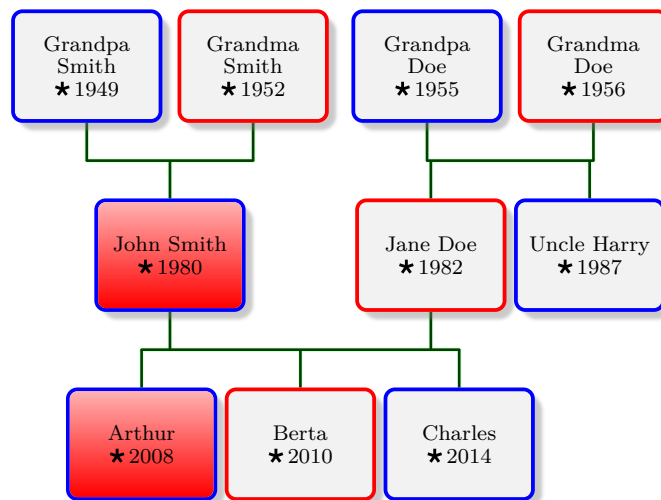 Grandpa
Smith
★ 1949
Grandma
Smith
★ 1952
Grandpa
Doe
★ 1955
Grandma
Doe
★ 1956
John Smith
★ 1980
Jane Doe
★ 1982
Uncle Harry
★ 1987
Arthur
★ 2008
Berta
★ 2010
Charles
★ 2014